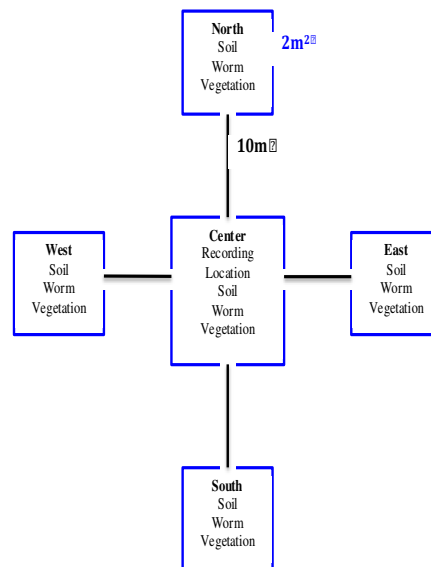 North
Soil
Worm
Vegetation
2m²
10m
West
Soil
Worm
Vegetation
Center
Recording
Location
Soil
Worm
Vegetation
East
Soil
Worm
Vegetation
South
Soil
Worm
Vegetation